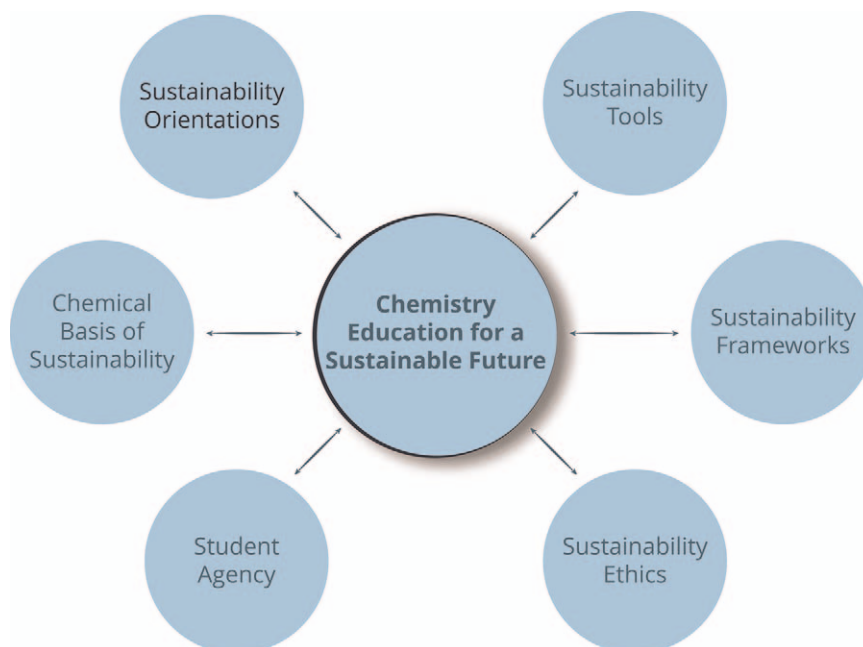 Sustainability
Orientations
Sustainability
Tools
Chemical
Basis of
Sustainability
Chemistry
Education for a
Sustainable Future
Sustainability
Frameworks
Student
Agency
Sustainability
Ethics